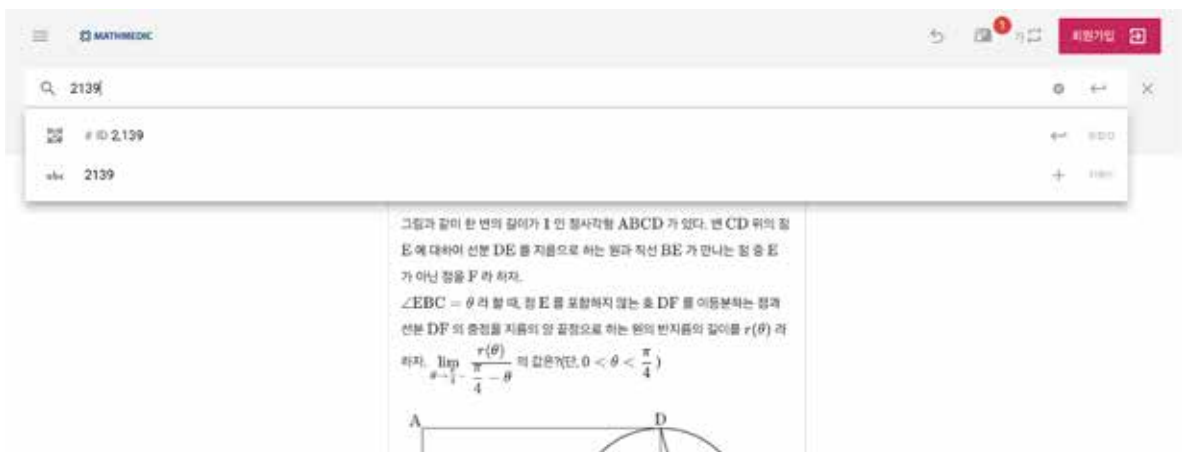 MATHMEDIC
1
회원가입
2139
# ID 2,139
abc 2139
그림과 같이 한 변의 길이가 1 인 정사각형 ABCD 가 있다. 변 CD 위의 점
E 에 대하여 선분 DE 를 지름으로 하는 원과 직선 BE 가 만나는 점 중 E
가 아닌 점을 F 라 하자.
∠EBC = θ 라 할 때, 점 E 를 포함하지 않는 호 DF 를 이등분하는 점과
선분 DF 의 중점을 지름의 양 끝점으로 하는 원의 반지름의 길이를 r(θ) 라
하자. lim_{θ→π/4−} r(θ)/(π/4 − θ) 의 값은?(단, 0 < θ < π/4 )
A D